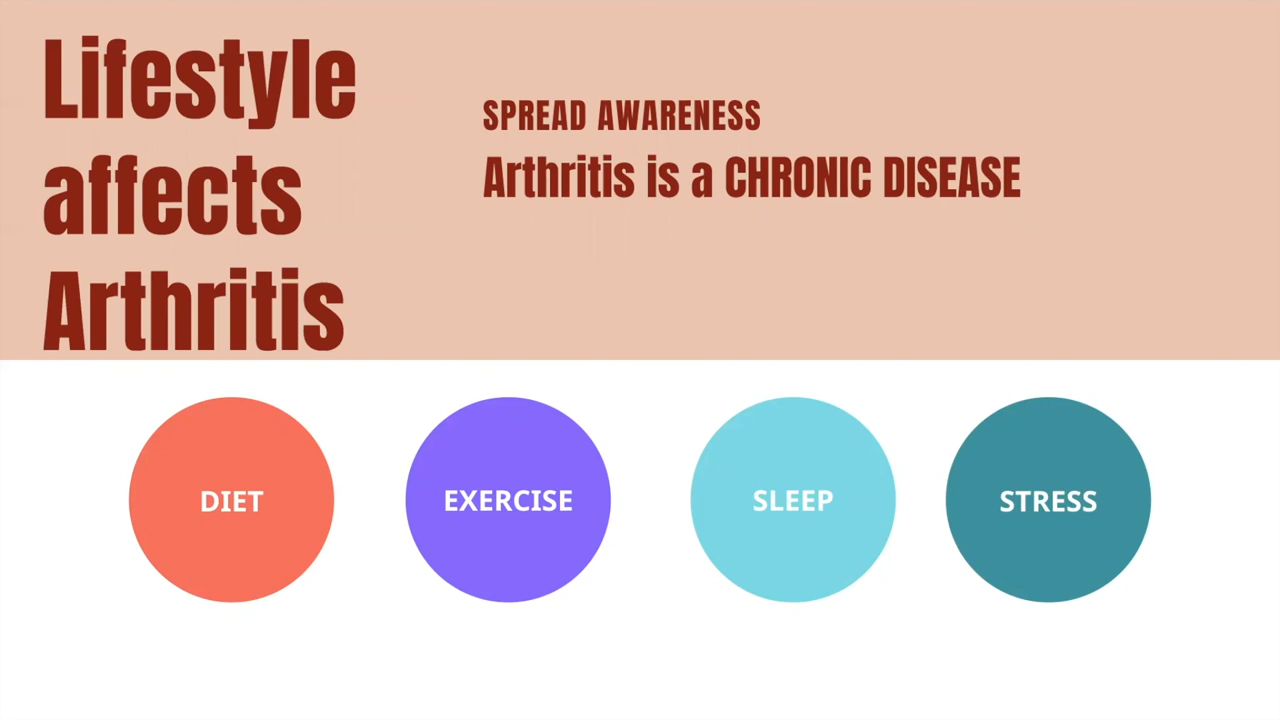 Lifestyle
affects
Arthritis
SPREAD AWARENESS
Arthritis is a CHRONIC DISEASE
DIET
EXERCISE
SLEEP
STRESS